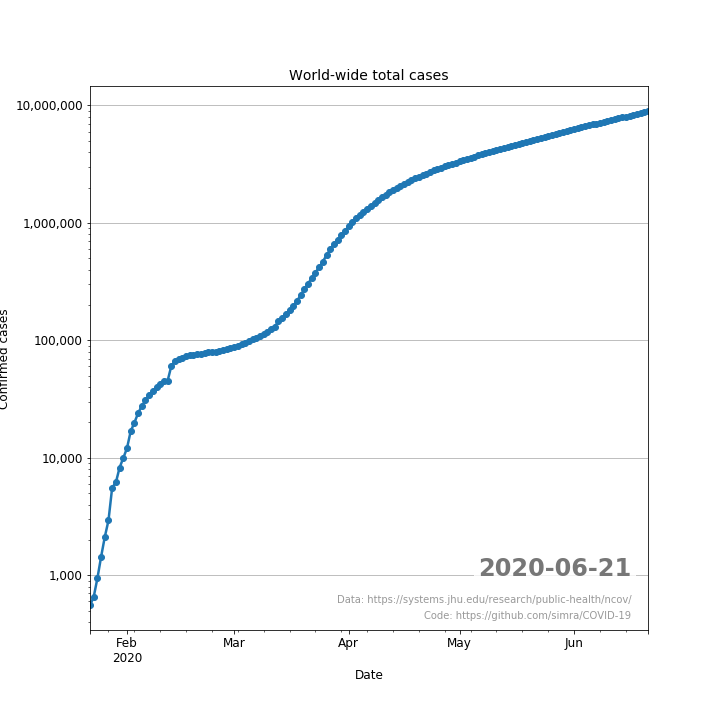 World-wide total cases
10,000,000
1,000,000
100,000
10,000
1,000
Confirmed cases
2020-06-21
Data: https://systems.jhu.edu/research/public-health/ncov/
Code: https://github.com/simra/COVID-19
Feb Mar Apr May Jun
2020
Date